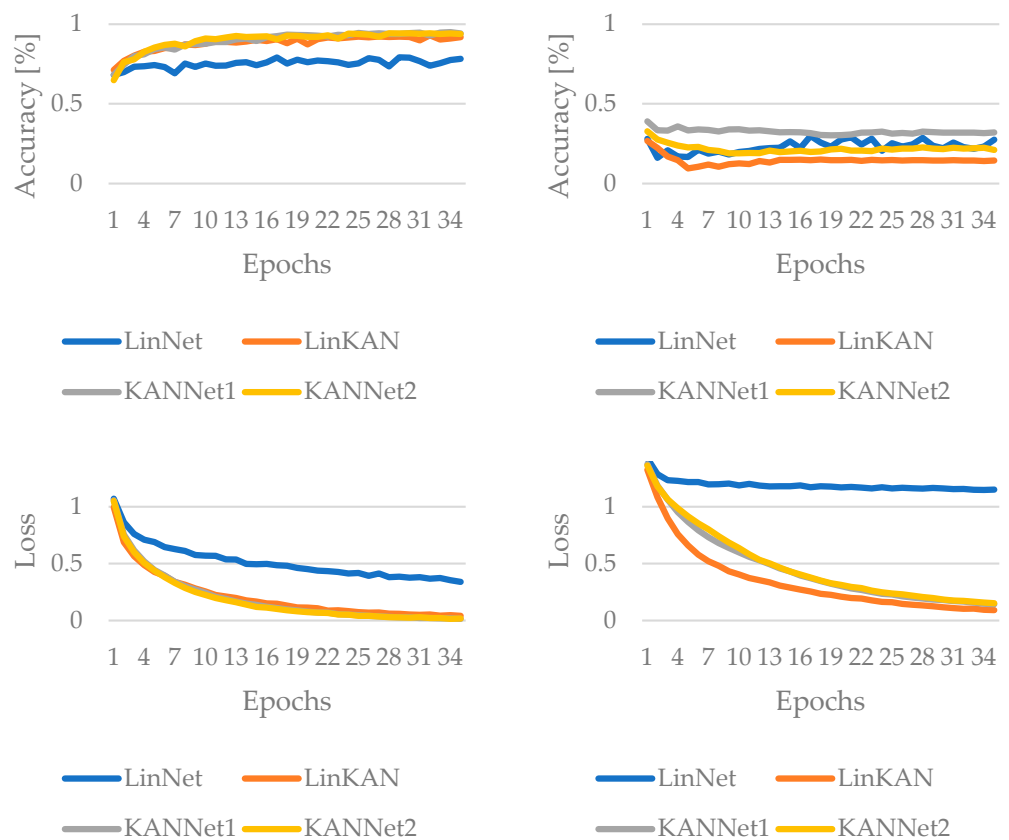 1
0.5
0
Accuracy [%]
1 4 7 10 13 16 19 22 25 28 31 34
Epochs
LinNet LinKAN
KANNet1 KANNet2
1
0.5
0
Accuracy [%]
1 4 7 10 13 16 19 22 25 28 31 34
Epochs
LinNet LinKAN
KANNet1 KANNet2
1
0.5
0
Loss
1 4 7 10 13 16 19 22 25 28 31 34
Epochs
LinNet LinKAN
KANNet1 KANNet2
1
0.5
0
Loss
1 4 7 10 13 16 19 22 25 28 31 34
Epochs
LinNet LinKAN
KANNet1 KANNet2